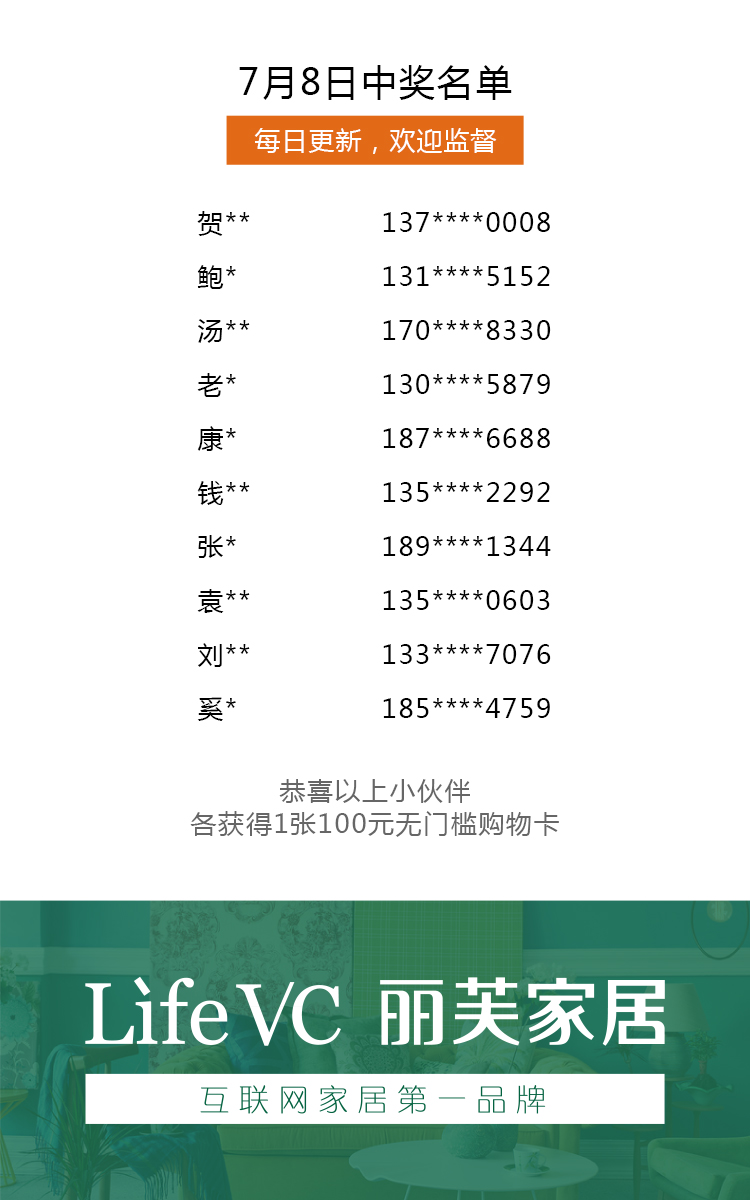 7月8日中奖名单
每日更新，欢迎监督
贺** 137****0008
鲍* 131****5152
汤** 170****8330
老* 130****5879
康* 187****6688
钱** 135****2292
张* 189****1344
袁** 135****0603
刘** 133****7076
奚* 185****4759
恭喜以上小伙伴
各获得1张100元无门槛购物卡
LifeVC 丽芙家居
互联网家居第一品牌